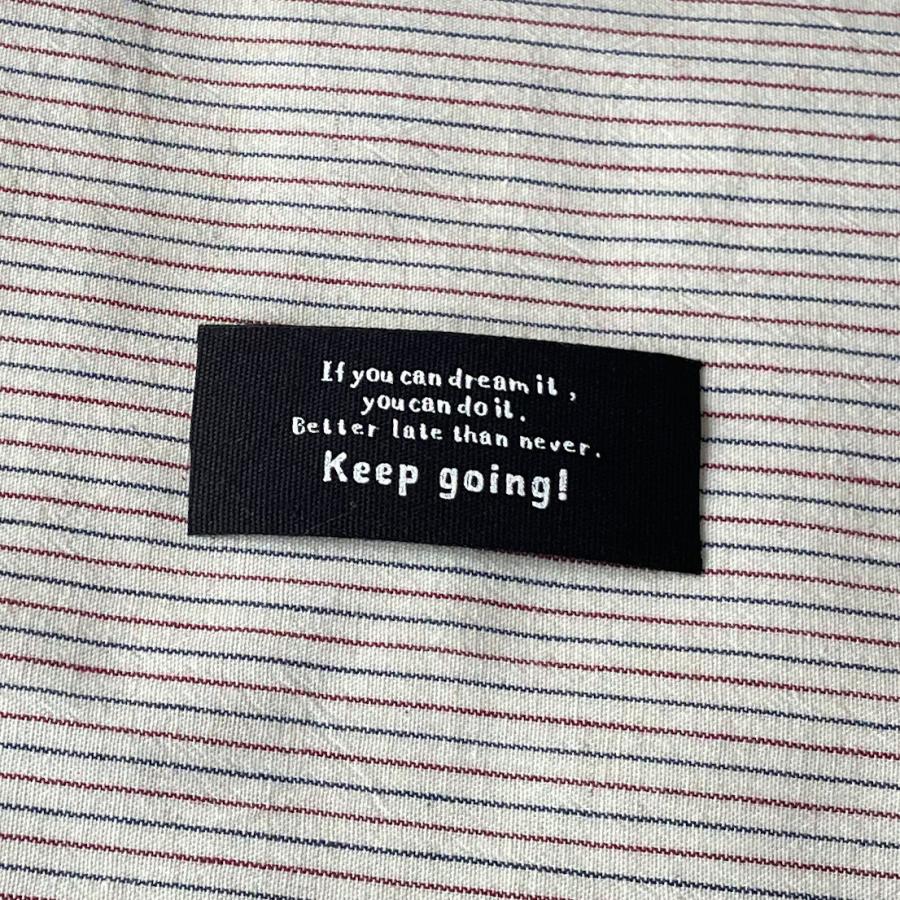 If you can dream it,
you can do it.
Better late than never.
Keep going!